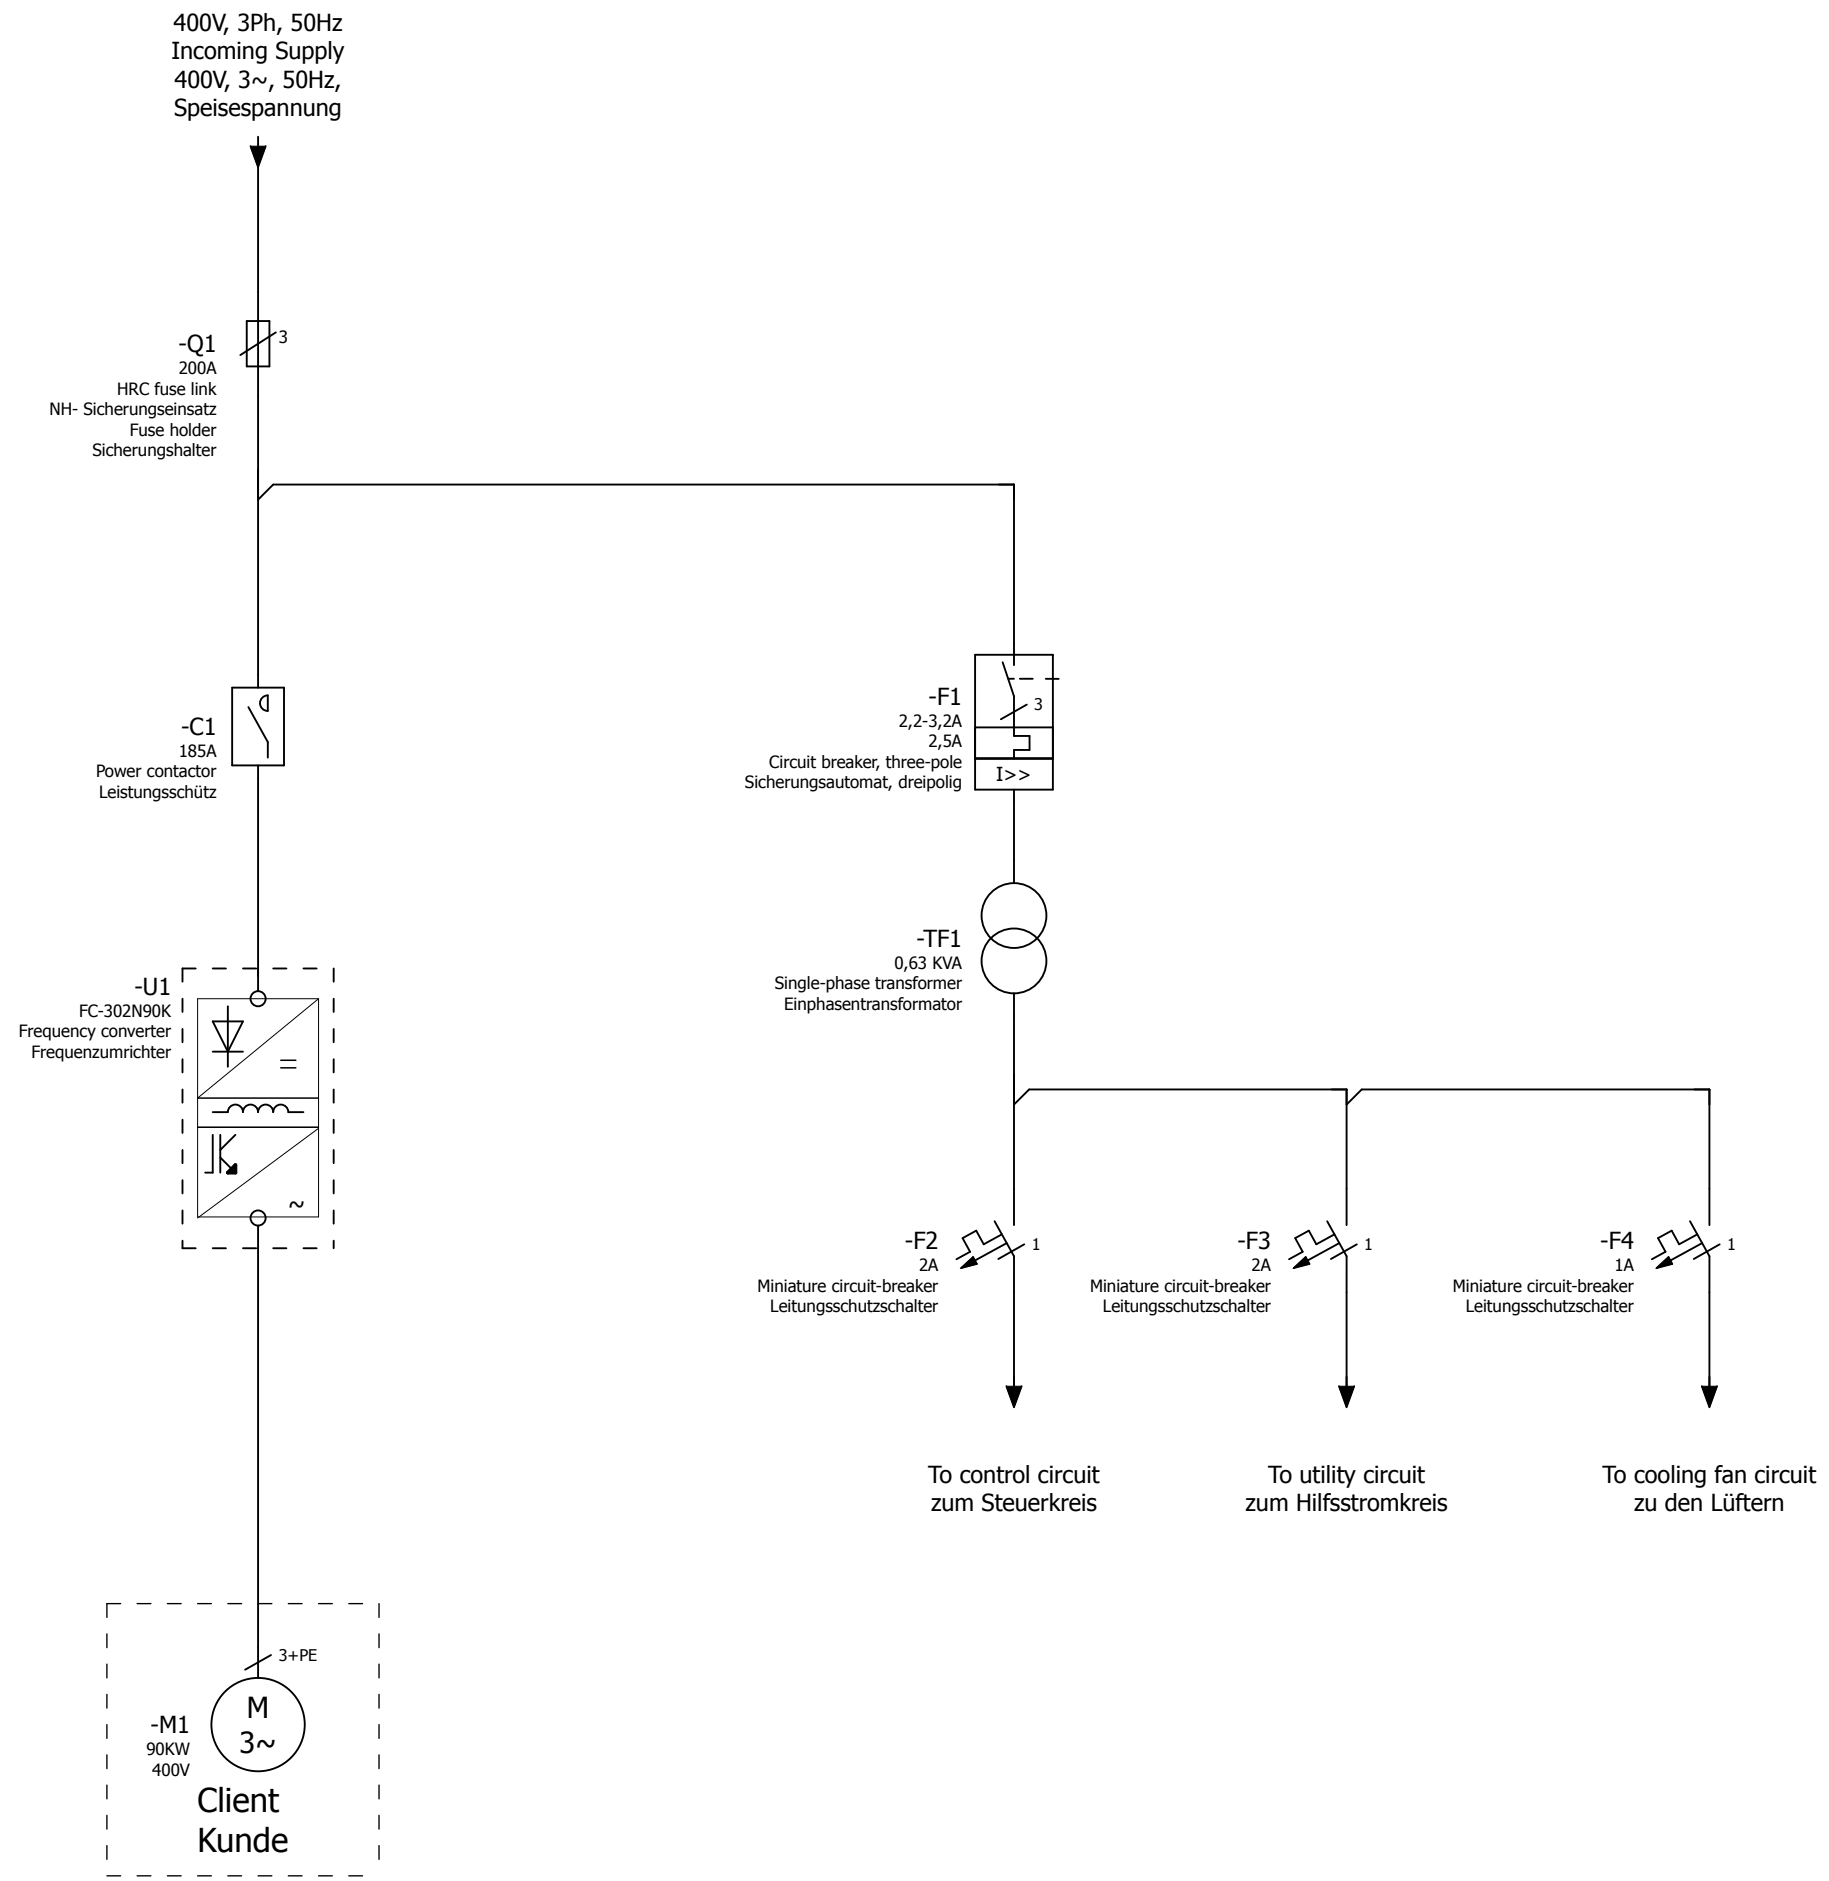 400V, 3Ph, 50Hz
Incoming Supply
400V, 3~, 50Hz,
Speisespannung
-Q1
200A
HRC fuse link
NH- Sicherungseinsatz
Fuse holder
Sicherungshalter
3
-C1
185A
Power contactor
Leistungsschütz
-F1
2,2-3,2A
2,5A
Circuit breaker, three-pole
Sicherungsautomat, dreipolig
3
I>>
-TF1
0,63 KVA
Single-phase transformer
Einphasentransformator
-U1
FC-302N90K
Frequency converter
Frequenzumrichter
=
~
-F2
2A
Miniature circuit-breaker
Leitungsschutzschalter
1
-F3
2A
Miniature circuit-breaker
Leitungsschutzschalter
1
-F4
1A
Miniature circuit-breaker
Leitungsschutzschalter
1
To control circuit
zum Steuerkreis
To utility circuit
zum Hilfsstromkreis
To cooling fan circuit
zu den Lüftern
3+PE
-M1
90KW
400V
M
3~
Client
Kunde